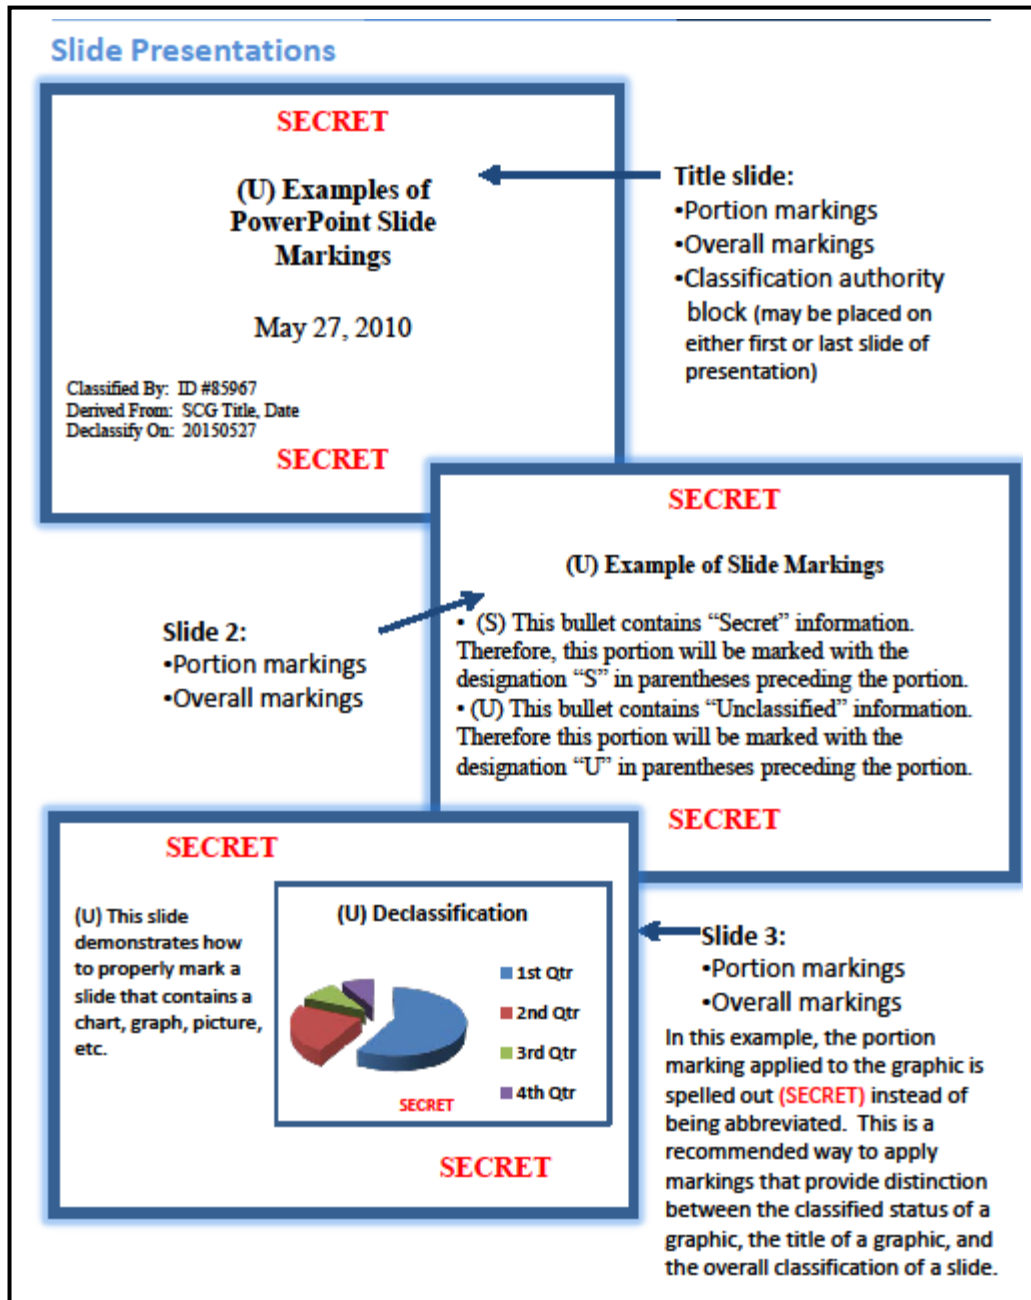 Slide Presentations
SECRET
(U) Examples of
PowerPoint Slide
Markings
May 27, 2010
Classified By: ID #85967
Derived From: SCG Title, Date
Declassify On: 20150527
SECRET
Title slide:
•Portion markings
•Overall markings
•Classification authority
block (may be placed on
either first or last slide of
presentation)
SECRET
(U) Example of Slide Markings
• (S) This bullet contains “Secret” information.
Therefore, this portion will be marked with the
designation “S” in parentheses preceding the portion.
• (U) This bullet contains “Unclassified” information.
Therefore this portion will be marked with the
designation “U” in parentheses preceding the portion.
SECRET
Slide 2:
•Portion markings
•Overall markings
SECRET
(U) This slide
demonstrates how
to properly mark a
slide that contains a
chart, graph, picture,
etc.
(U) Declassification
1st Qtr
2nd Qtr
3rd Qtr
4th Qtr
SECRET
SECRET
Slide 3:
•Portion markings
•Overall markings
In this example, the portion
marking applied to the graphic is
spelled out (SECRET) instead of
being abbreviated. This is a
recommended way to apply
markings that provide distinction
between the classified status of a
graphic, the title of a graphic, and
the overall classification of a slide.